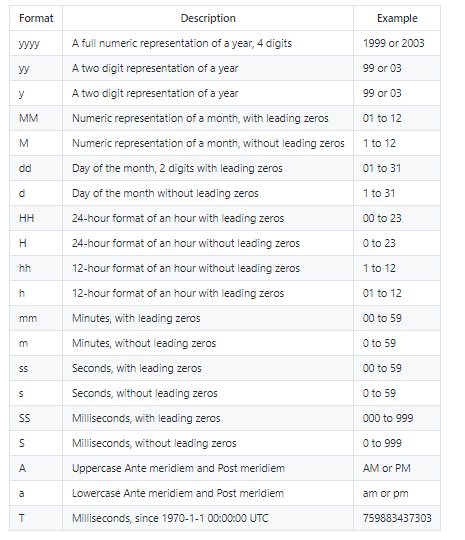 Format Description Example
yyyy A full numeric representation of a year, 4 digits 1999 or 2003
yy A two digit representation of a year 99 or 03
y A two digit representation of a year 99 or 03
MM Numeric representation of a month, with leading zeros 01 to 12
M Numeric representation of a month, without leading zeros 1 to 12
dd Day of the month, 2 digits with leading zeros 01 to 31
d Day of the month without leading zeros 1 to 31
HH 24-hour format of an hour with leading zeros 00 to 23
H 24-hour format of an hour without leading zeros 0 to 23
hh 12-hour format of an hour without leading zeros 1 to 12
h 12-hour format of an hour with leading zeros 01 to 12
mm Minutes, with leading zeros 00 to 59
m Minutes, without leading zeros 0 to 59
ss Seconds, with leading zeros 00 to 59
s Seconds, without leading zeros 0 to 59
SS Milliseconds, with leading zeros 000 to 999
S Milliseconds, without leading zeros 0 to 999
A Uppercase Ante meridiem and Post meridiem AM or PM
a Lowercase Ante meridiem and Post meridiem am or pm
T Milliseconds, since 1970-1-1 00:00:00 UTC 759883437303